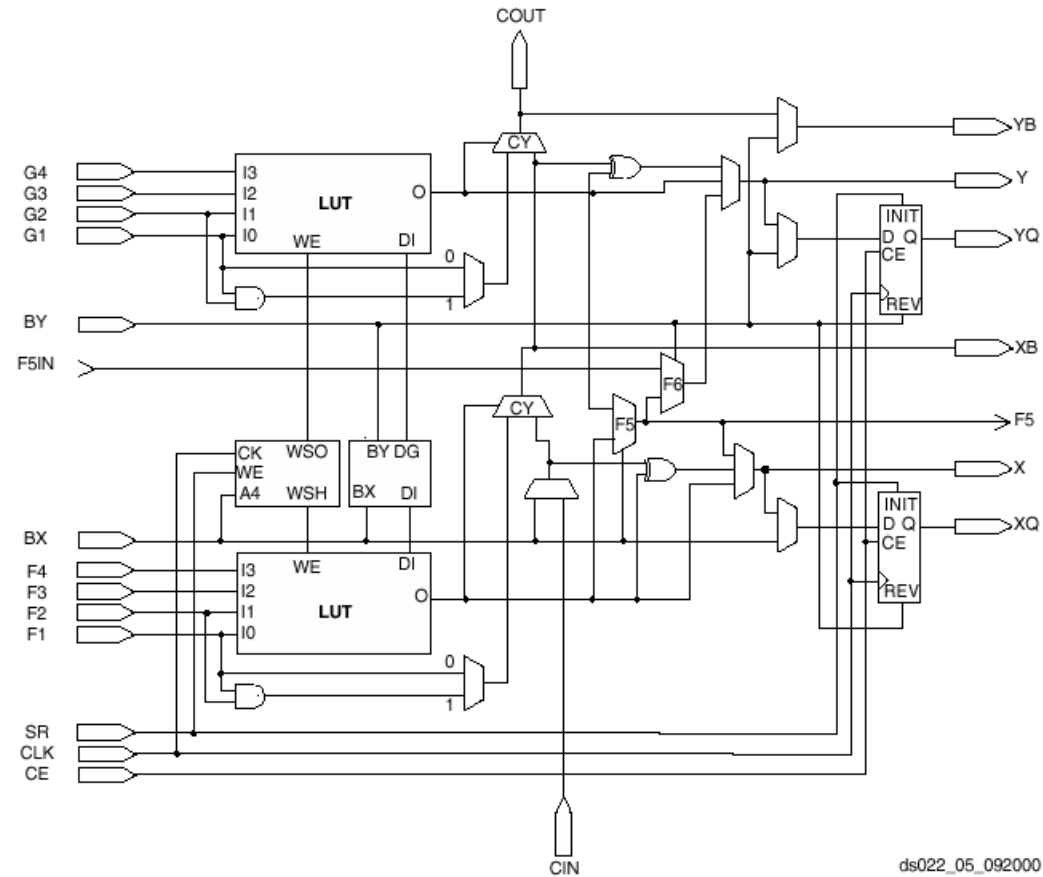 COUT
CY
YB
G4
I3
G3
I2
LUT
O
Y
G2
I1
INIT
G1
I0
D Q
YQ
WE
DI
CE
0
1
REV
BY
XB
F5IN
F6
CY
F5
F5
CK
WSO
BY DG
WE
X
A4
WSH
BX
DI
INIT
BX
D Q
XQ
F4
I3
WE
DI
CE
F3
I2
O
F2
I1
LUT
REV
F1
I0
0
1
SR
CLK
CE
CIN
ds022_05_092000